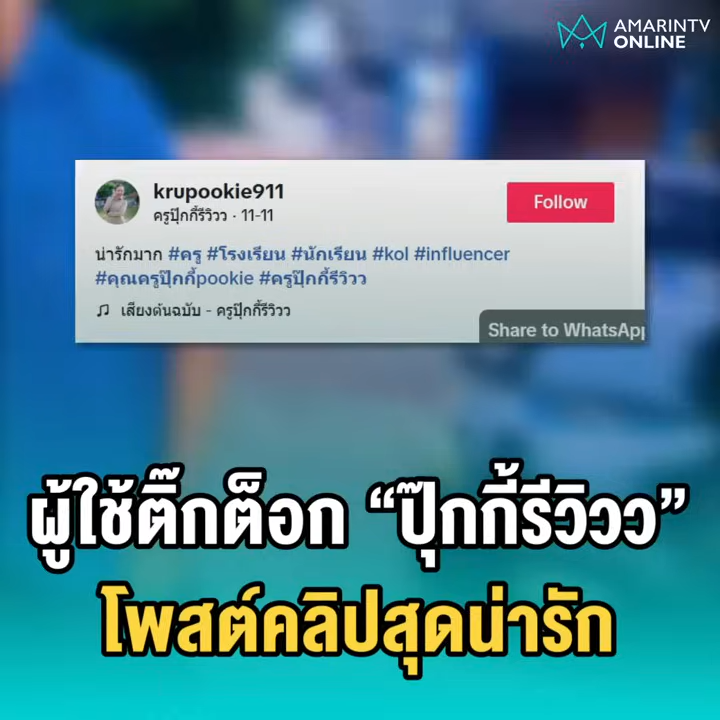 AMARINTV
ONLINE
krupookie911
ครูปุ๊กกี้รีวิวว · 11-11
Follow
น่ารักมาก #ครู #โรงเรียน #นักเรียน #kol #influencer
#คุณครูปุ๊กกี้pookie #ครูปุ๊กกี้รีวิวว
เสียงต้นฉบับ - ครูปุ๊กกี้รีวิวว
Share to WhatsApp
ผู้ใช้ติ๊กต็อก “ปุ๊กกี้รีวิวว”
โพสต์คลิปสุดน่ารัก